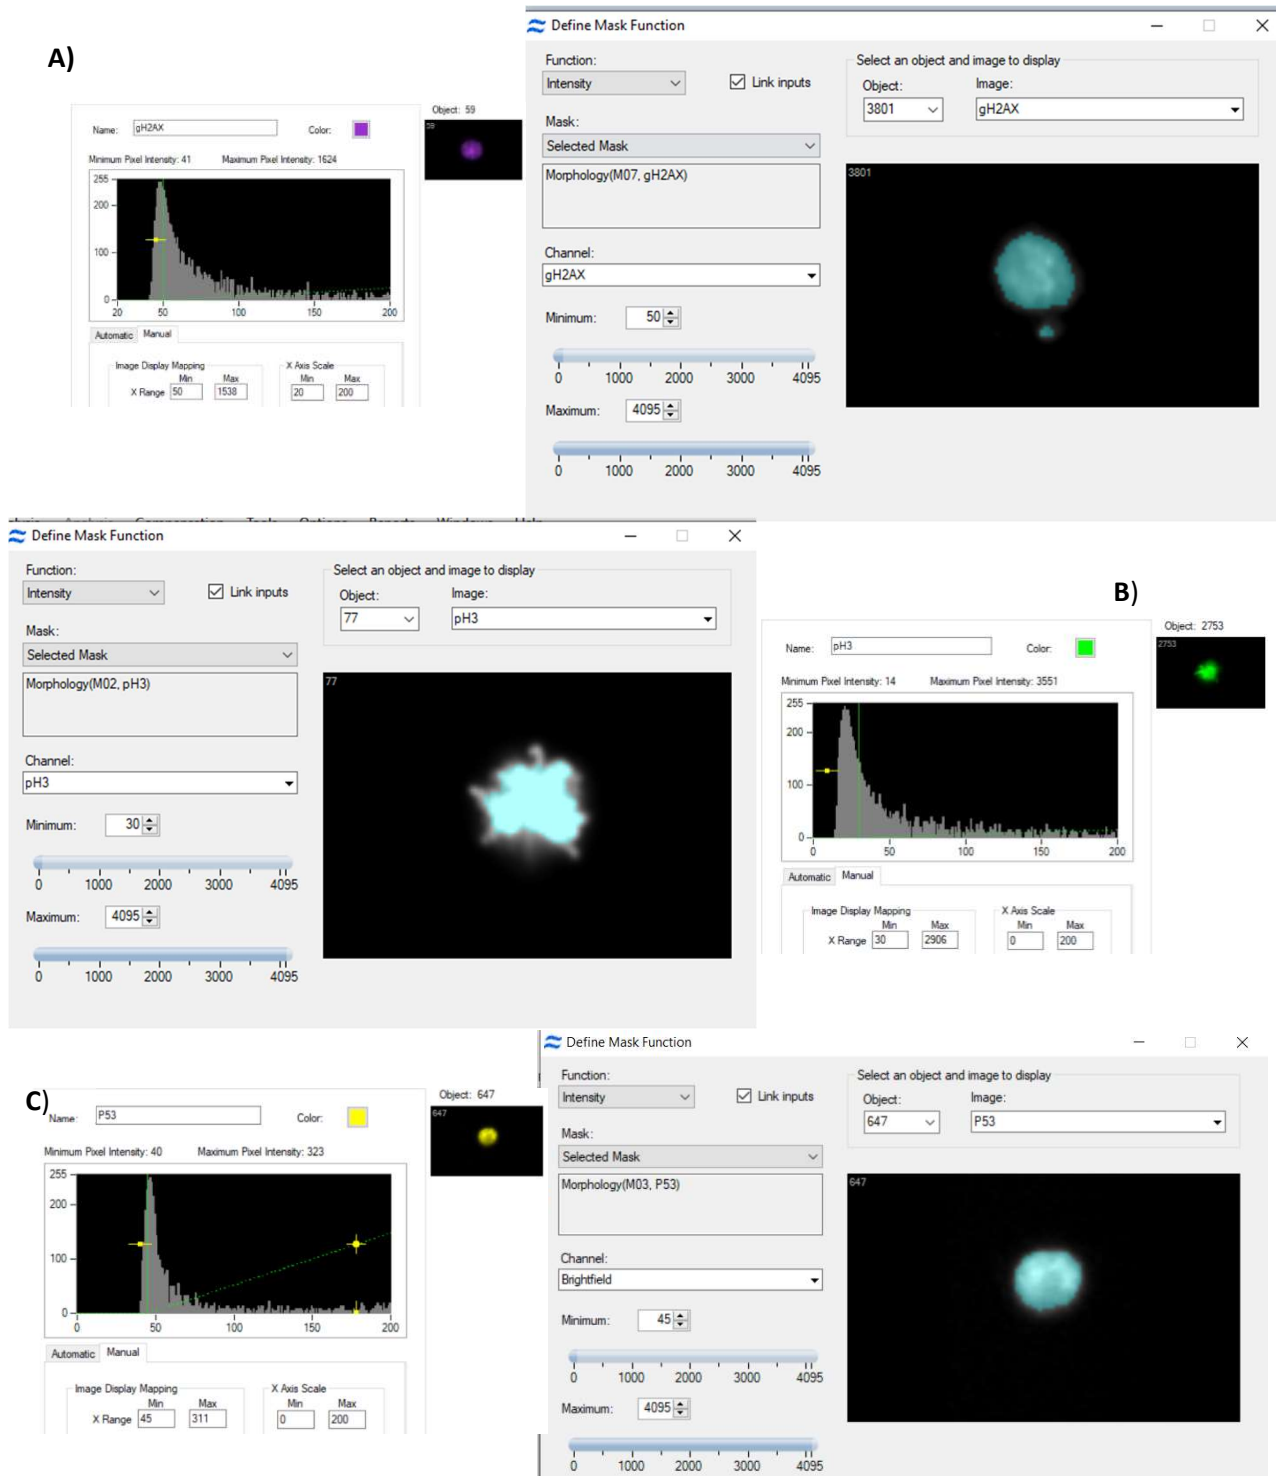 A)
Name: gH2AX Color:
Minimum Pixel Intensity: 41 Maximum Pixel Intensity: 1624
255
200
100
0
20 50 100 150 200
Automatic Manual
Image Display Mapping X Axis Scale
Min Max Min Max
X Range 50 1538 20 200
Object: 59
59
Define Mask Function
Function:
Intensity Link inputs
Mask:
Selected Mask
Morphology(M07, gH2AX)
Channel:
gH2AX
Minimum: 50
0 1000 2000 3000 4095
Maximum: 4095
0 1000 2000 3000 4095
Select an object and image to display
Object: Image:
3801 gH2AX
3801
Define Mask Function
Function:
Intensity Link inputs
Mask:
Selected Mask
Morphology(M02, pH3)
Channel:
pH3
Minimum: 30
0 1000 2000 3000 4095
Maximum: 4095
0 1000 2000 3000 4095
Select an object and image to display
Object: Image:
77 pH3
77
B)
Name: pH3 Color:
Minimum Pixel Intensity: 14 Maximum Pixel Intensity: 3551
255
200
100
0
0 50 100 150 200
Automatic Manual
Image Display Mapping X Axis Scale
Min Max Min Max
X Range 30 2906 0 200
Object: 2753
2753
C)
Name: P53 Color:
Minimum Pixel Intensity: 40 Maximum Pixel Intensity: 323
255
200
100
0
0 50 100 150 200
Automatic Manual
Image Display Mapping X Axis Scale
Min Max Min Max
X Range 45 311 0 200
Object: 647
647
Define Mask Function
Function:
Intensity Link inputs
Mask:
Selected Mask
Morphology(M03, P53)
Channel:
Brightfield
Minimum: 45
0 1000 2000 3000 4095
Maximum: 4095
0 1000 2000 3000 4095
Select an object and image to display
Object: Image:
647 P53
647